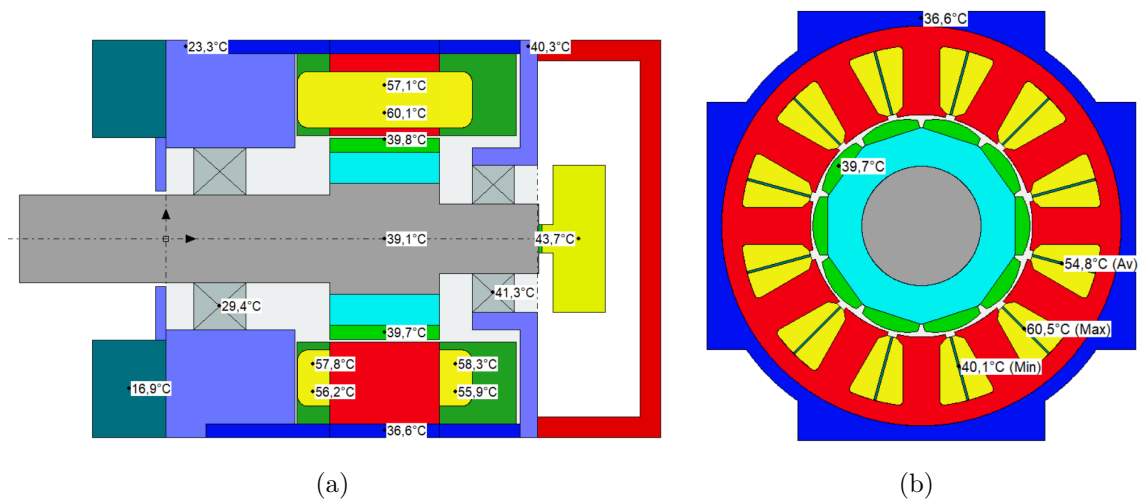 23,3°C
40,3°C
57,1°C
60,1°C
39,8°C
39,1°C
43,7°C
41,3°C
29,4°C
39,7°C
57,8°C
58,3°C
56,2°C
55,9°C
16,9°C
36,6°C
(a)
36,6°C
39,7°C
54,8°C (Av)
60,5°C (Max)
40,1°C (Min)
(b)